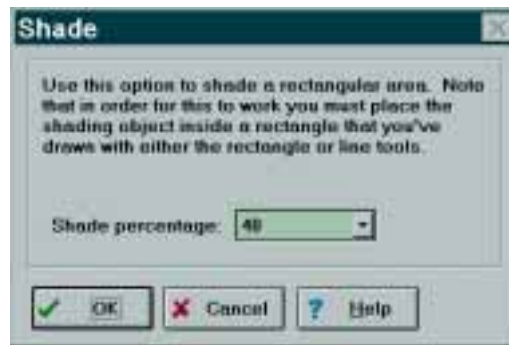 Shade
Use this option to shade a rectangular area. Note
that in order for this to work you must place the
shading object inside a rectangle that you've
drawn with either the rectangle or line tools.
Shade percentage: 40
OK
Cancel
Help